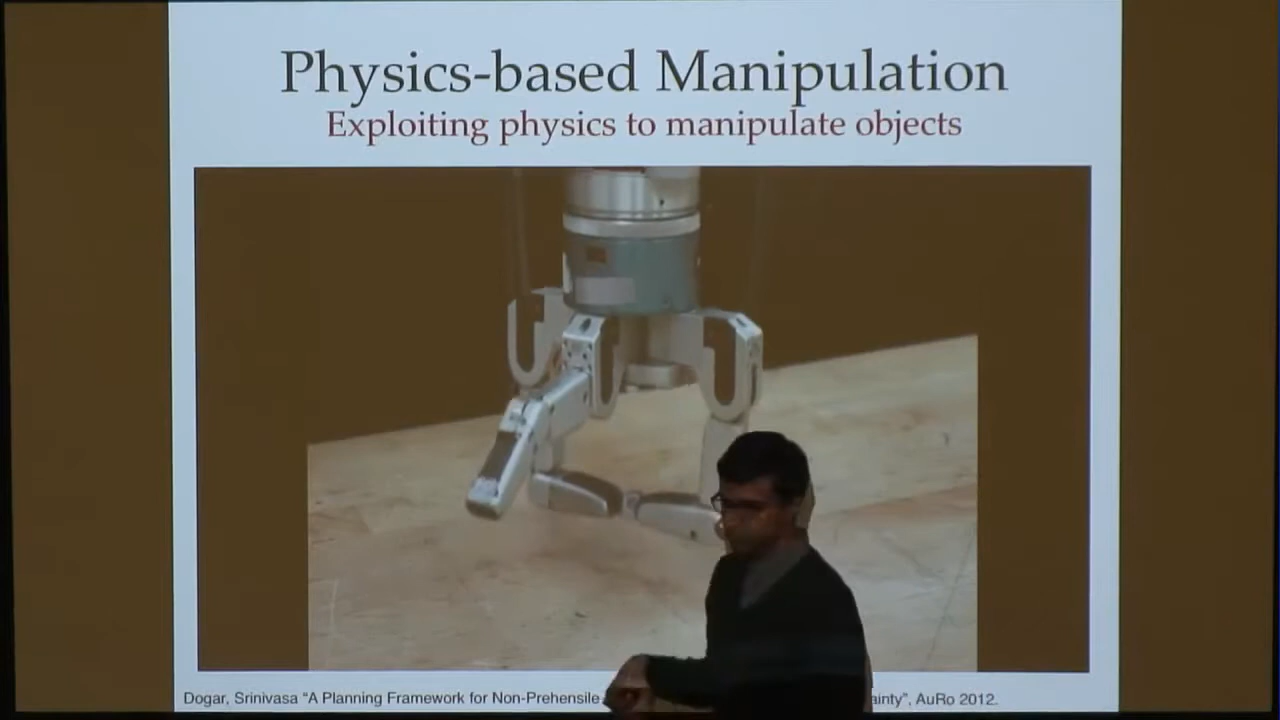 Physics-based Manipulation
Exploiting physics to manipulate objects
Dogar, Srinivasa “A Planning Framework for Non-Prehensile ainty”, AuRo 2012.